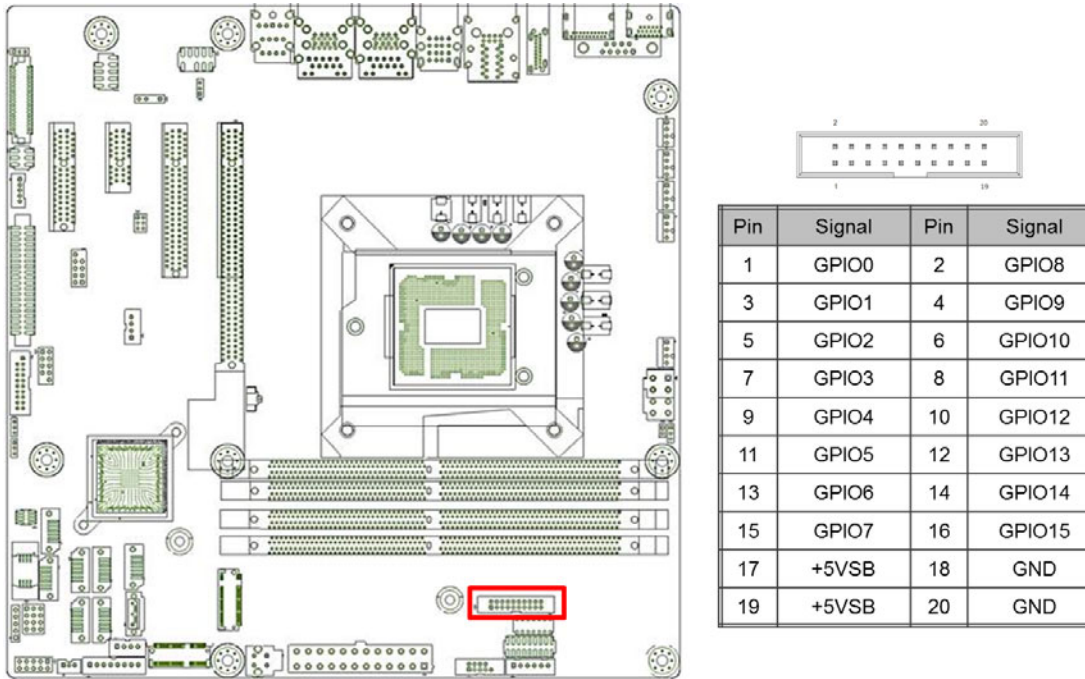 2 20
1 19
Pin Signal Pin Signal
1 GPIO0 2 GPIO8
3 GPIO1 4 GPIO9
5 GPIO2 6 GPIO10
7 GPIO3 8 GPIO11
9 GPIO4 10 GPIO12
11 GPIO5 12 GPIO13
13 GPIO6 14 GPIO14
15 GPIO7 16 GPIO15
17 +5VSB 18 GND
19 +5VSB 20 GND